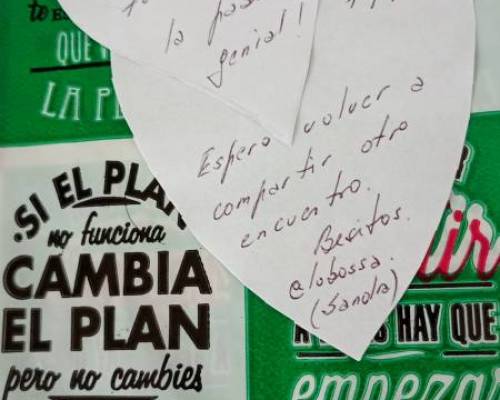 te
QUE
LA
la
genial!
Espero volver a
compartir otro
encuentro.
Besitos.
@lobossa.
(Sandra)
·SI EL PLAN
no funciona
CAMBIA
EL PLAN
pero no cambies
HAY QUE
empezar